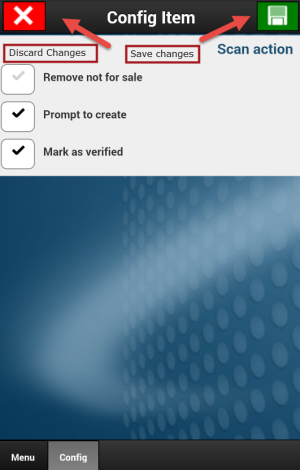 Config Item
Discard Changes
Save changes
Scan action
Remove not for sale
Prompt to create
Mark as verified
Menu
Config